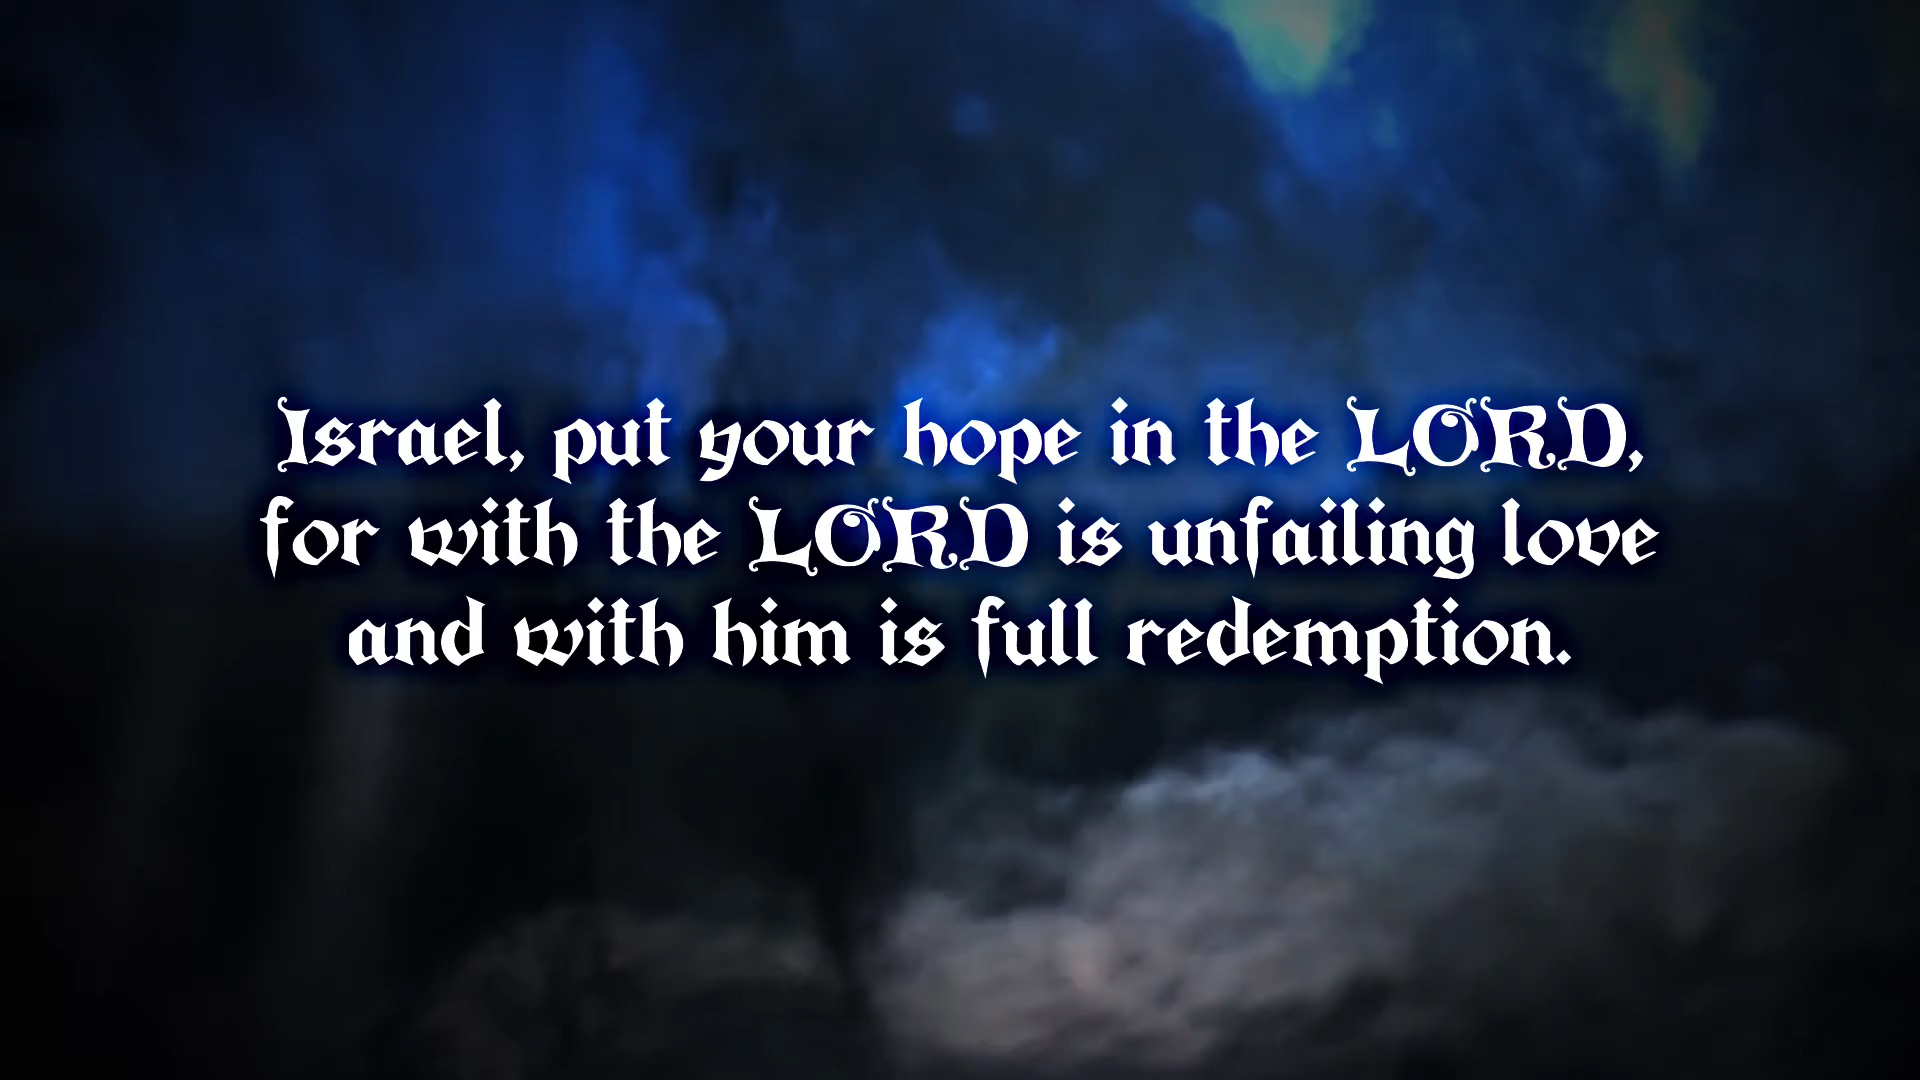 Israel, put your hope in the LORD,
for with the LORD is unfailing love
and with him is full redemption.